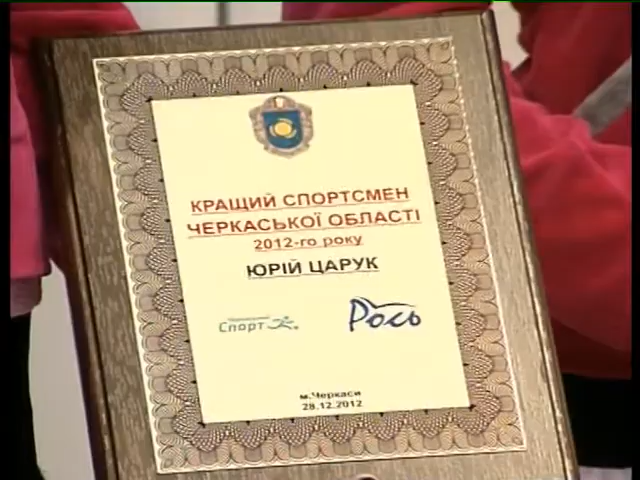 КРАЩИЙ СПОРТСМЕН
ЧЕРКАСЬКОЇ ОБЛАСТІ
2012-го року
ЮРІЙ ЦАРУК
Спорт
Рось
м.Черкаси
28.12.2012